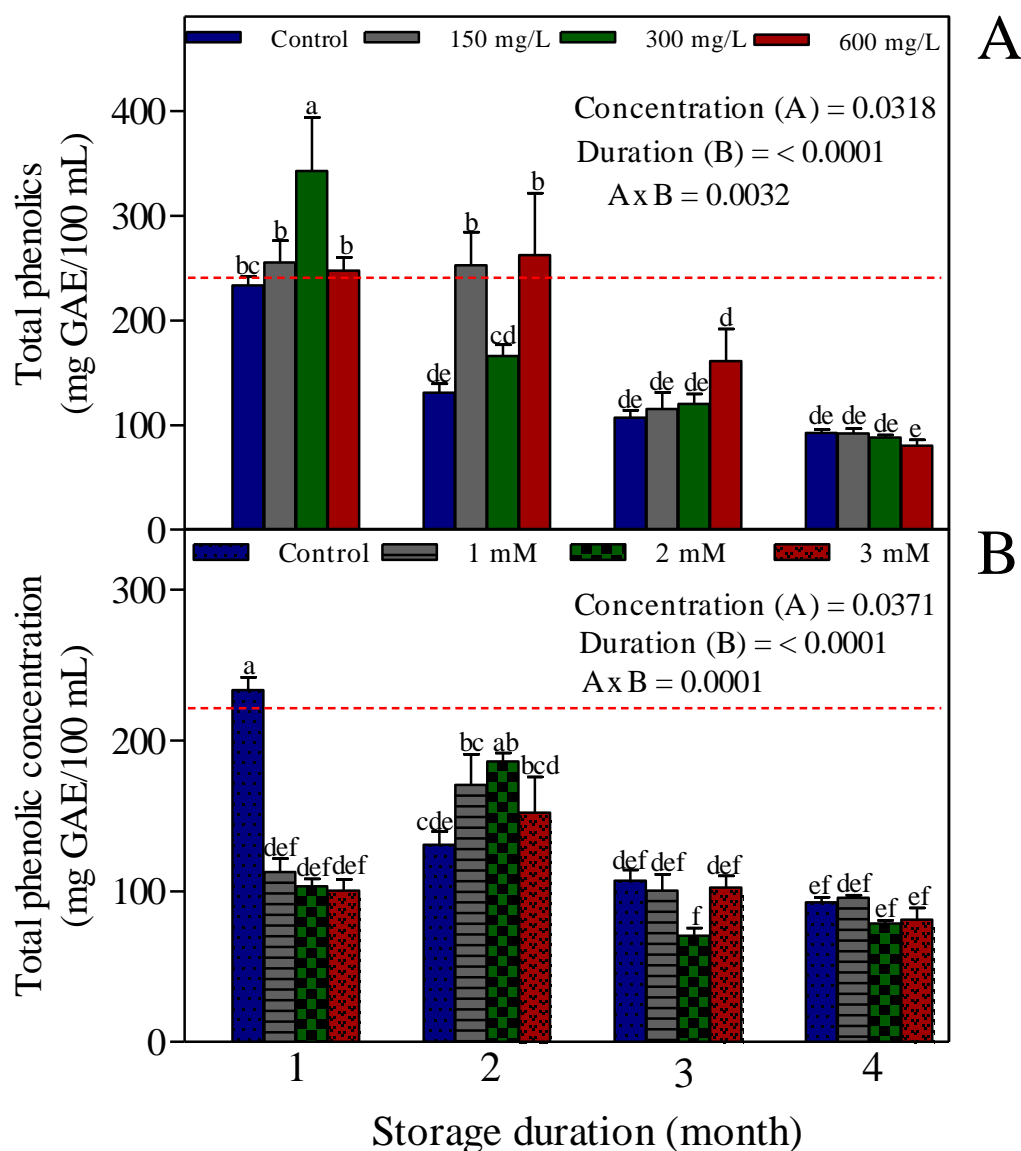 A
Control 150 mg/L 300 mg/L 600 mg/L
Concentration (A) = 0.0318
Duration (B) = < 0.0001
A x B = 0.0032
Total phenolics
(mg GAE/100 mL)
400
300
200
100
0
bc b a b
de b cd b
de de de d
de de de e
B
Control 1 mM 2 mM 3 mM
Concentration (A) = 0.0371
Duration (B) = < 0.0001
A x B = 0.0001
Total phenolic concentration
(mg GAE/100 mL)
300
200
100
0
a def def def
cde bc ab bcd
def def f def
ef def ef ef
1 2 3 4
Storage duration (month)